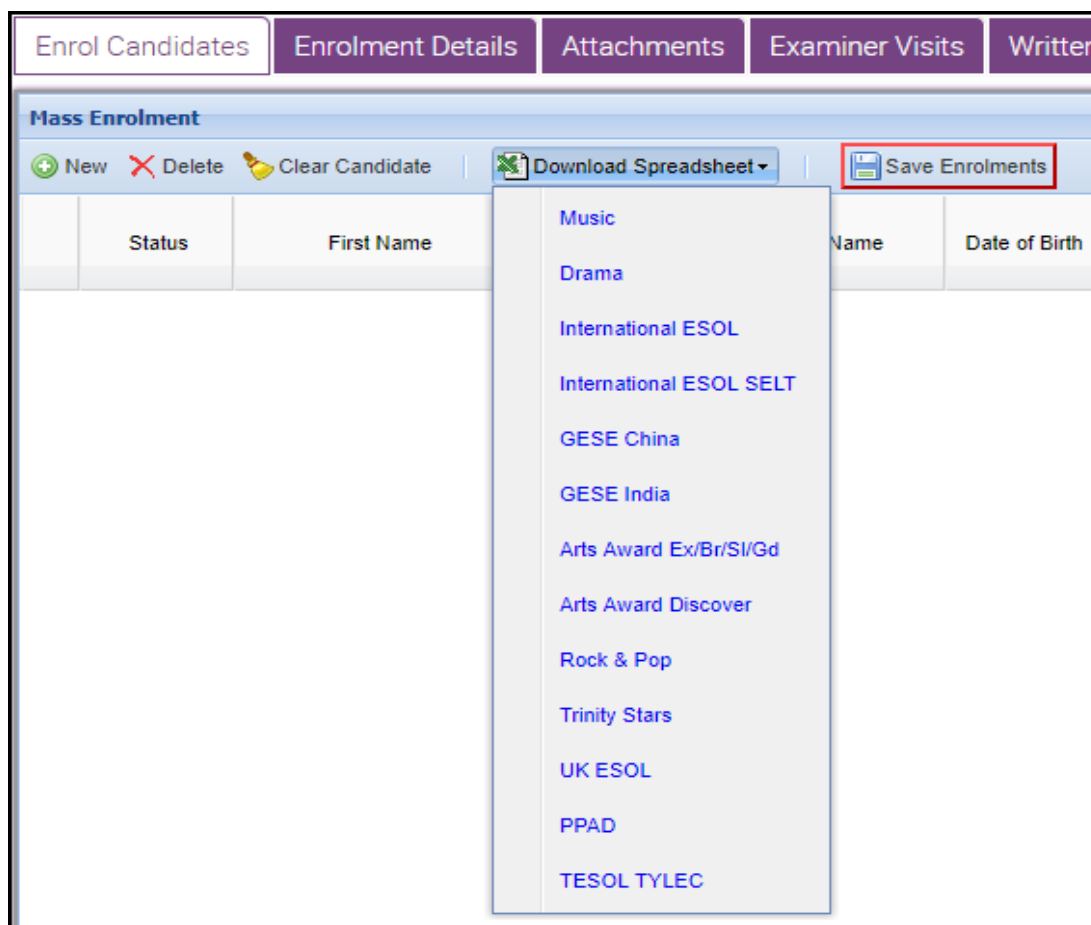 Enrol Candidates Enrolment Details Attachments Examiner Visits
Mass Enrolment
New Delete Clear Candidate Download Spreadsheet Save Enrolments
Status First Name Name Date of Birth
Music
Drama
International ESOL
International ESOL SELT
GESE China
GESE India
Arts Award Ex/Br/Sl/Gd
Arts Award Discover
Rock & Pop
Trinity Stars
UK ESOL
PPAD
TESOL TYLEC